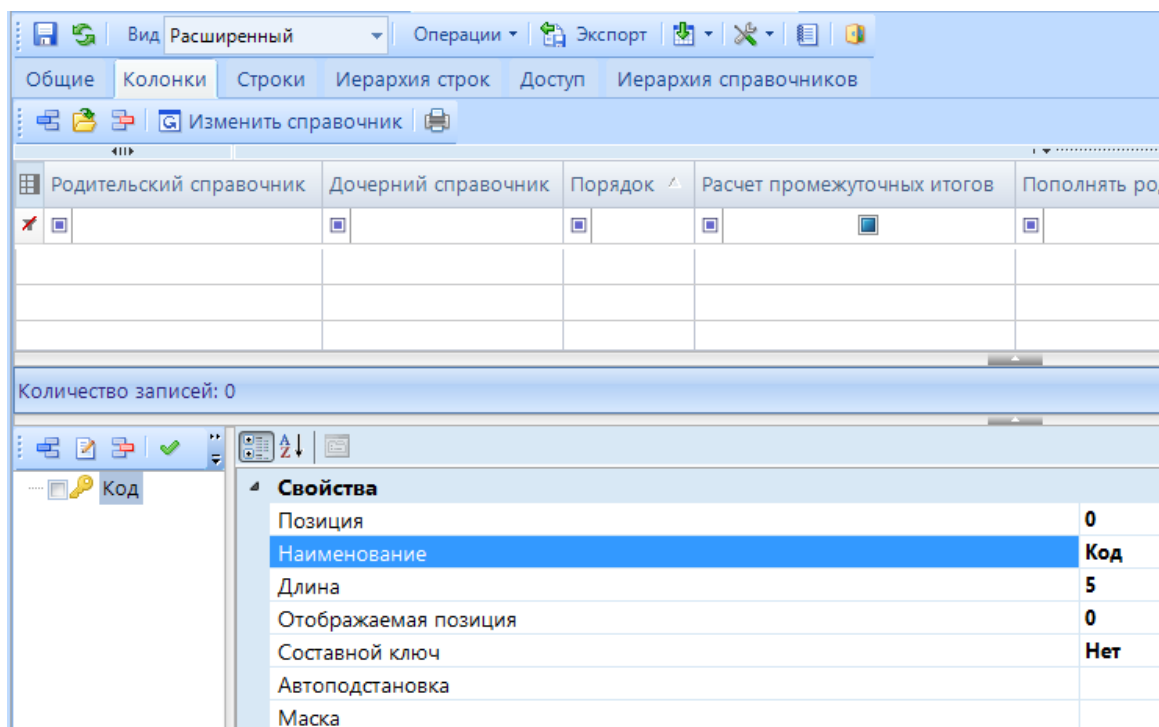 Вид Расширенный Операции Экспорт
Общие Колонки Строки Иерархия строк Доступ Иерархия справочников
Изменить справочник
Родительский справочник Дочерний справочник Порядок Расчет промежуточных итогов Пополнять ро
Количество записей: 0
Код
Свойства
Позиция 0
Наименование Код
Длина 5
Отображаемая позиция 0
Составной ключ Нет
Автоподстановка
Маска